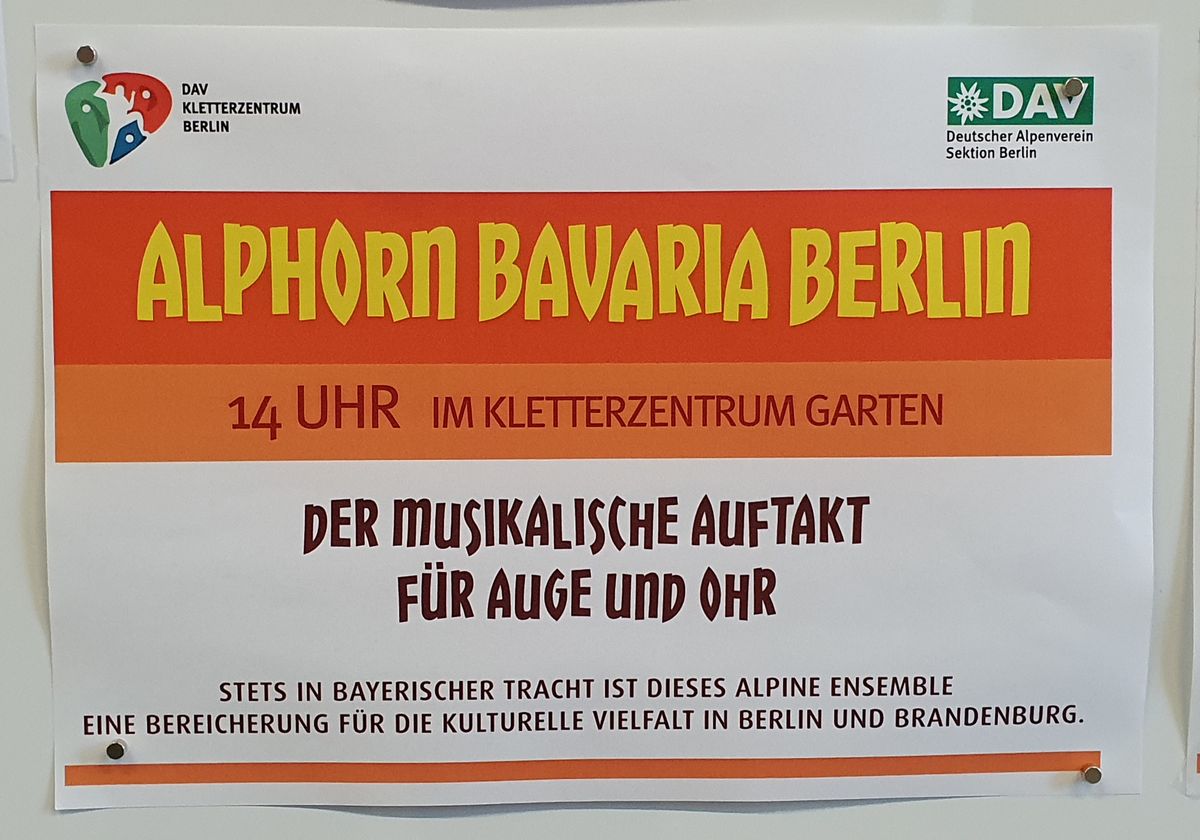 DAV
KLETTERZENTRUM
BERLIN
DAV
Deutscher Alpenverein
Sektion Berlin
ALPHORN BAVARIA BERLIN
14 UHR IM KLETTERZENTRUM GARTEN
DER MUSIKALISCHE AUFTAKT
FÜR AUGE UND OHR
STETS IN BAYERISCHER TRACHT IST DIESES ALPINE ENSEMBLE
EINE BEREICHERUNG FÜR DIE KULTURELLE VIELFALT IN BERLIN UND BRANDENBURG.